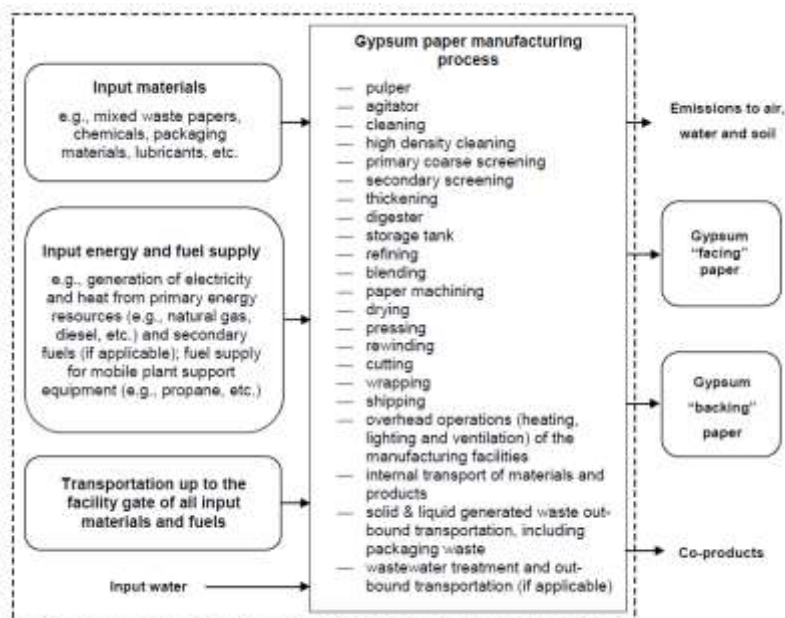 Input materials
e.g., mixed waste papers,
chemicals, packaging
materials, lubricants, etc.
Input energy and fuel supply
e.g., generation of electricity
and heat from primary energy
resources (e.g., natural gas,
diesel, etc.) and secondary
fuels (if applicable); fuel supply
for mobile plant support
equipment (e.g., propane, etc.)
Transportation up to the
facility gate of all input
materials and fuels
Input water
Gypsum paper manufacturing
process
— pulper
— agitator
— cleaning
— high density cleaning
— primary coarse screening
— secondary screening
— thickening
— digester
— storage tank
— refining
— blending
— paper machining
— drying
— pressing
— rewinding
— cutting
— wrapping
— shipping
— overhead operations (heating,
lighting and ventilation) of the
manufacturing facilities
— internal transport of materials and
products
— solid & liquid generated waste out-
bound transportation, including
packaging waste
— wastewater treatment and out-
bound transportation (if applicable)
Emissions to air,
water and soil
Gypsum
"facing"
paper
Gypsum
"backing"
paper
Co-products